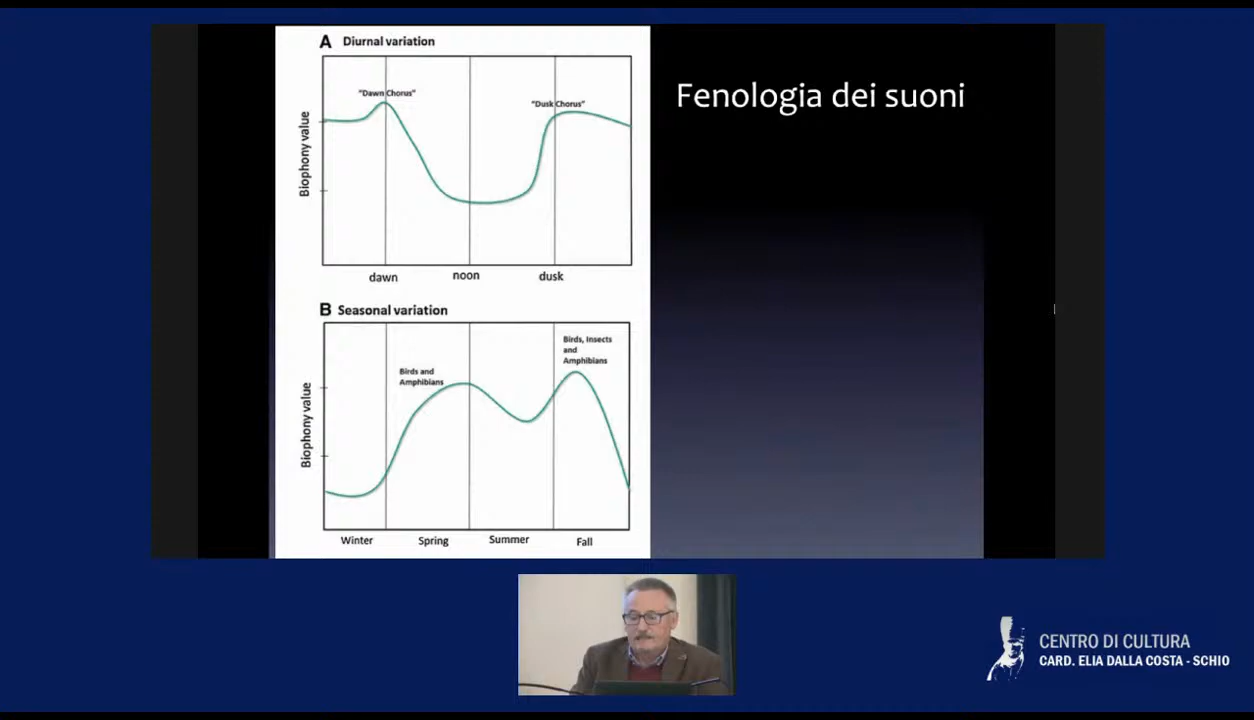 A Diurnal variation
"Dawn Chorus"
"Dusk Chorus"
Biophony value
dawn
noon
dusk
B Seasonal variation
Birds and
Amphibians
Birds, Insects
and
Amphibians
Biophony value
Winter
Spring
Summer
Fall
Fenologia dei suoni
CENTRO DI CULTURA
CARD. ELIA DALLA COSTA - SCHIO